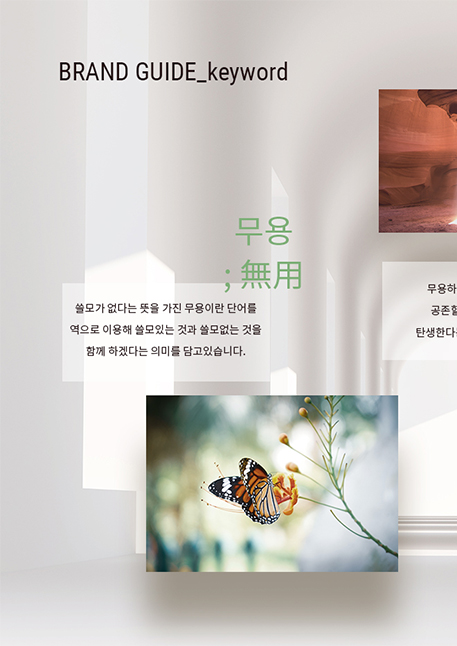 BRAND GUIDE_keyword
무용
; 無用
쓸모가 없다는 뜻을 가진 무용이란 단어를
역으로 이용해 쓸모있는 것과 쓸모없는 것을
함께 하겠다는 의미를 담고있습니다.
무용하
공존할
탄생한다